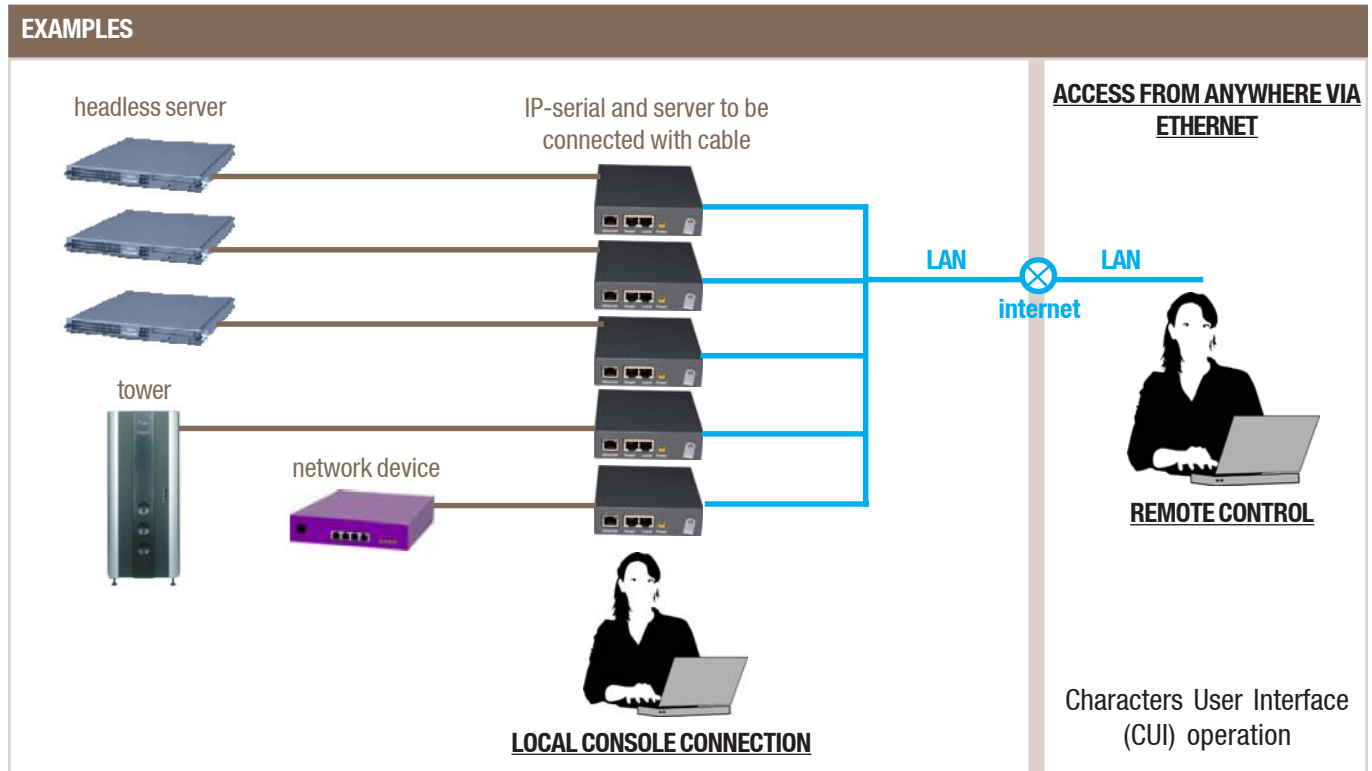 EXAMPLES
headless server
IP-serial and server to be
connected with cable
ACCESS FROM ANYWHERE VIA
ETHERNET
LAN
LAN
internet
tower
network device
REMOTE CONTROL
LOCAL CONSOLE CONNECTION
Characters User Interface
(CUI) operation